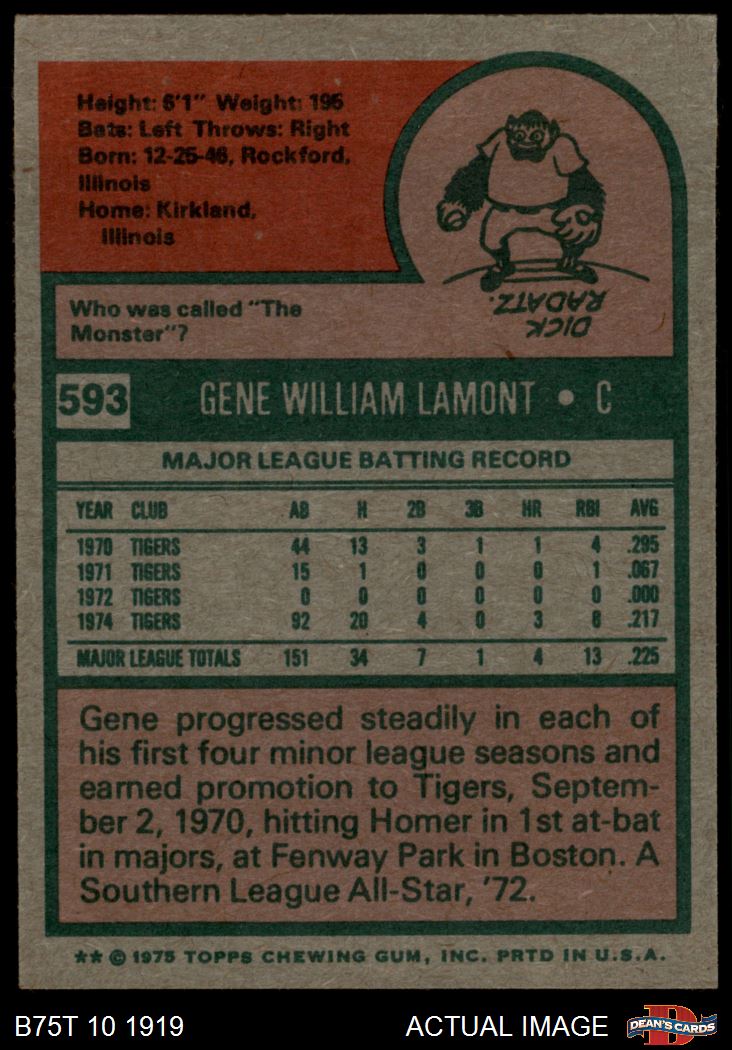 Height: 6'1" Weight: 195
Bats: Left Throws: Right
Born: 12-25-46, Rockford,
Illinois
Home: Kirkland,
Illinois
DICK
RADATZ.
Who was called "The
Monster"?
593 GENE WILLIAM LAMONT • C
MAJOR LEAGUE BATTING RECORD
YEAR CLUB AB H 2B 3B HR RBI AVG
1970 TIGERS 44 13 3 1 1 4 .295
1971 TIGERS 15 1 0 0 0 1 .067
1972 TIGERS 0 0 0 0 0 0 .000
1974 TIGERS 92 20 4 0 3 8 .217
MAJOR LEAGUE TOTALS 151 34 7 1 4 13 .225
Gene progressed steadily in each of
his first four minor league seasons and
earned promotion to Tigers, Septem-
ber 2, 1970, hitting Homer in 1st at-bat
in majors, at Fenway Park in Boston. A
Southern League All-Star, '72.
** © 1975 TOPPS CHEWING GUM, INC. PRTD IN U.S.A.
B75T 10 1919 ACTUAL IMAGE DEAN'S CARDS